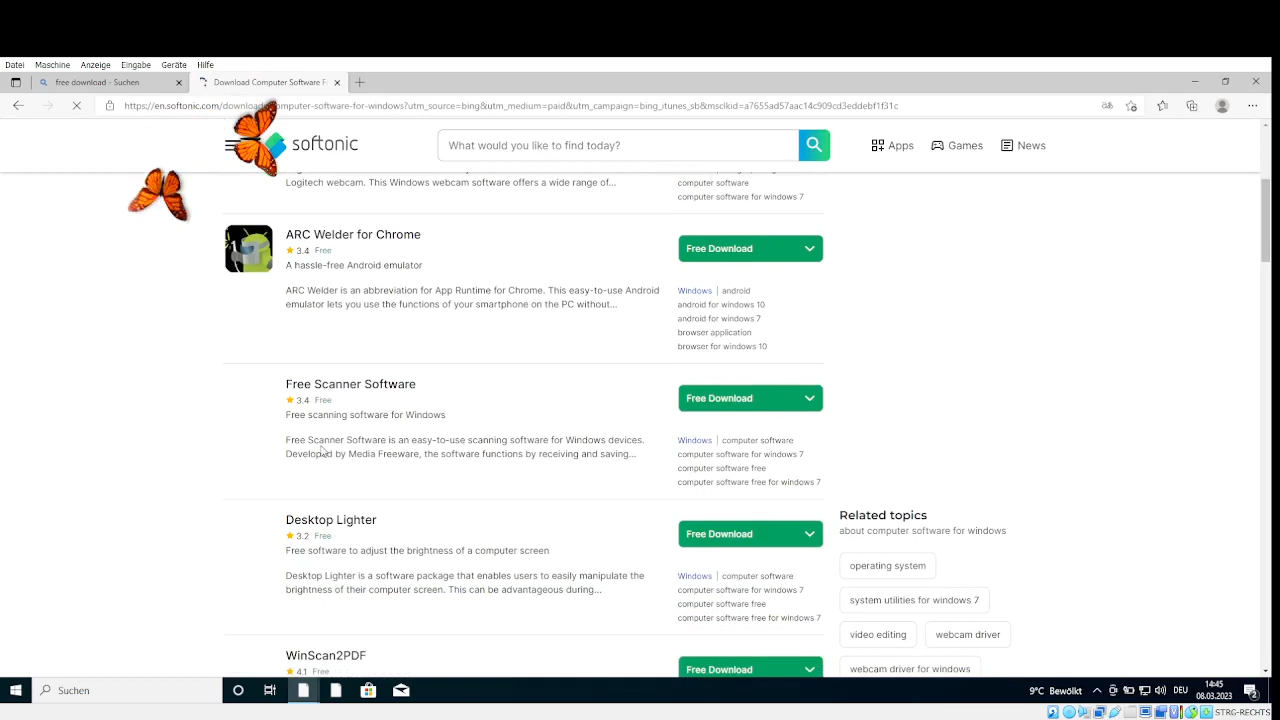 Datei Maschine Anzeige Eingabe Geräte Hilfe
free download - Suchen
Download Computer Software F
https://en.softonic.com/download
omputer-software-for-windows?utm_source=bing&utm_medium=paid&utm_campaign=bing_itunes_sb&msclkid=a7655ad57aac14c909cd3eddebf1f31c
softonic
What would you like to find today?
Apps
Games
News
Logitech webcam. This Windows webcam software offers a wide range of...
computer software
computer software for windows 7
ARC Welder for Chrome
3.4 Free
A hassle-free Android emulator
ARC Welder is an abbreviation for App Runtime for Chrome. This easy-to-use Android
emulator lets you use the functions of your smartphone on the PC without...
Free Download
Windows | android
android for windows 10
android for windows 7
browser application
browser for windows 10
Free Scanner Software
3.4 Free
Free scanning software for Windows
Free Scanner Software is an easy-to-use scanning software for Windows devices.
Developed by Media Freeware, the software functions by receiving and saving...
Free Download
Windows | computer software
computer software for windows 7
computer software free
computer software free for windows 7
Desktop Lighter
3.2 Free
Free software to adjust the brightness of a computer screen
Desktop Lighter is a software package that enables users to easily manipulate the
brightness of their computer screen. This can be advantageous during...
Free Download
Windows | computer software
computer software for windows 7
computer software free
computer software free for windows 7
WinScan2PDF
4.1 Free
Free Download
Related topics
about computer software for windows
operating system
system utilities for windows 7
video editing
webcam driver
webcam driver for windows
Suchen
9°C Bewölkt
DEU
14:45
08.03.2023
2
STRG-RECHTS